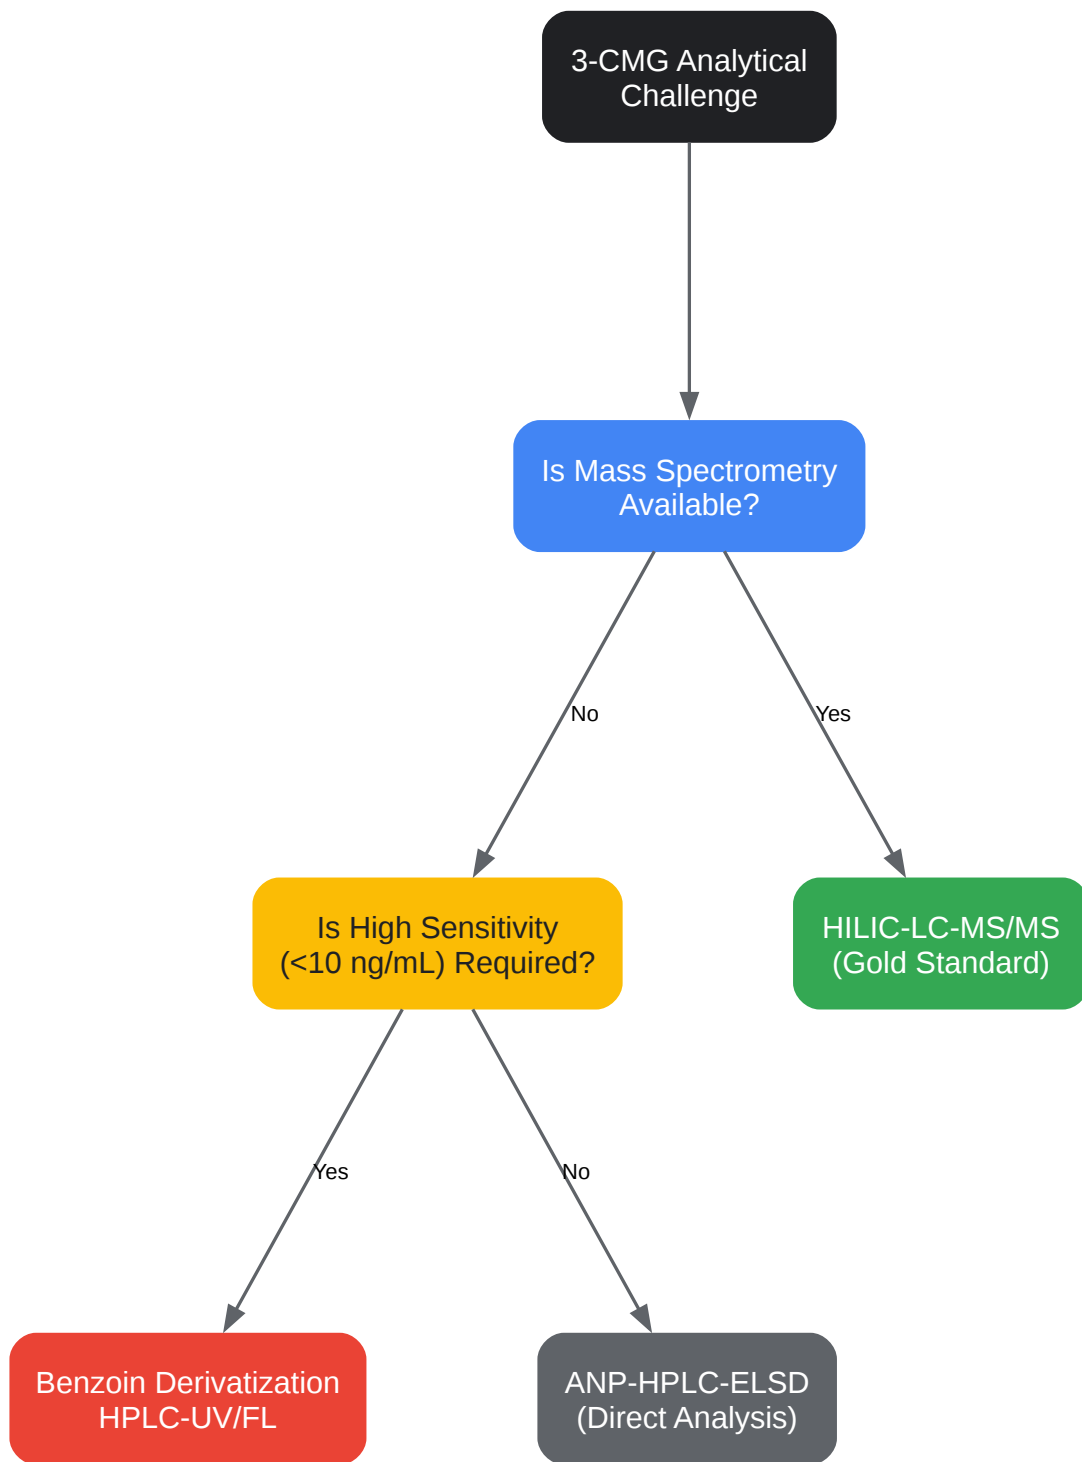 3-CMG Analytical
Challenge
Is Mass Spectrometry
Available?
No
Yes
Is High Sensitivity
(<10 ng/mL) Required?
HILIC-LC-MS/MS
(Gold Standard)
Yes
No
Benzoin Derivatization
HPLC-UV/FL
ANP-HPLC-ELSD
(Direct Analysis)